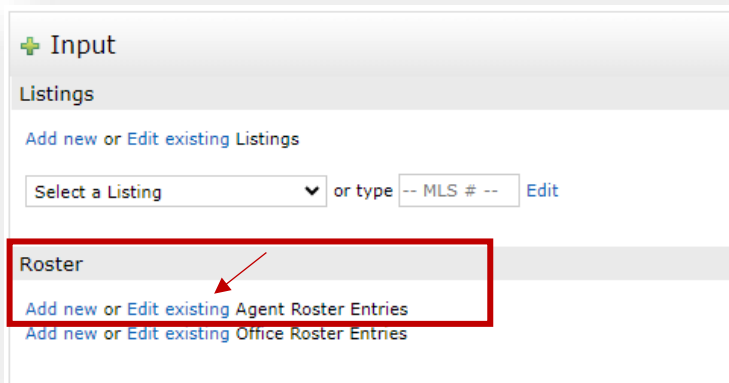 Input
Listings
Add new or Edit existing Listings
Select a Listing or type -- MLS # -- Edit
Roster
Add new or Edit existing Agent Roster Entries
Add new or Edit existing Office Roster Entries